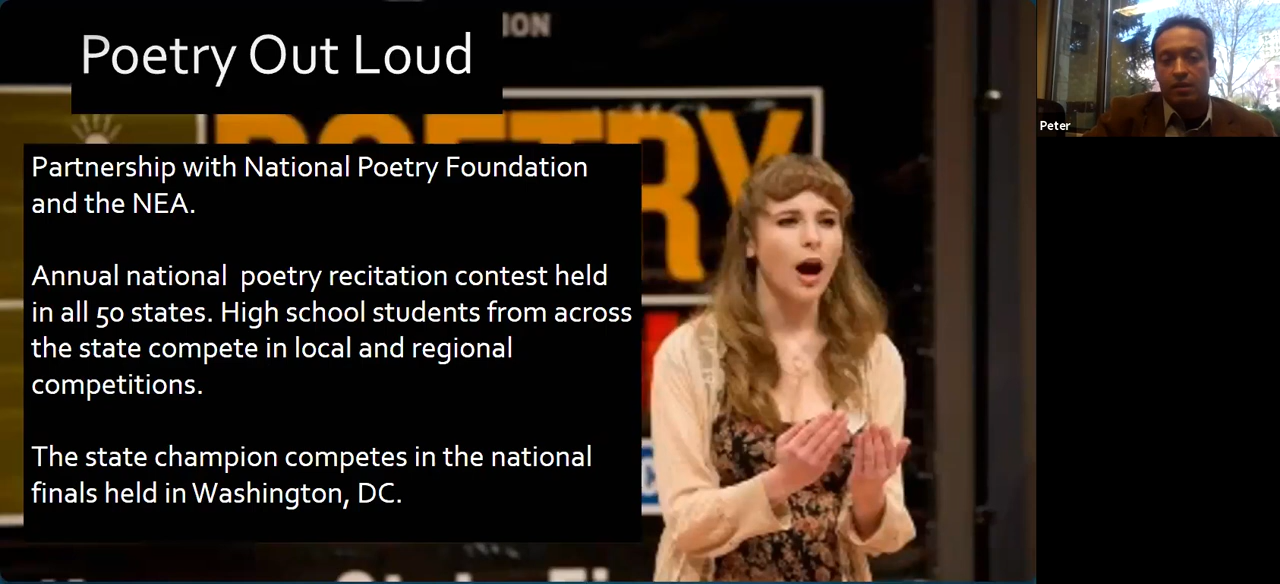 ION
Poetry Out Loud
POETRY
Partnership with National Poetry Foundation
and the NEA.
Annual national  poetry recitation contest held
in all 50 states. High school students from across
the state compete in local and regional
competitions.
The state champion competes in the national
finals held in Washington, DC.
Peter